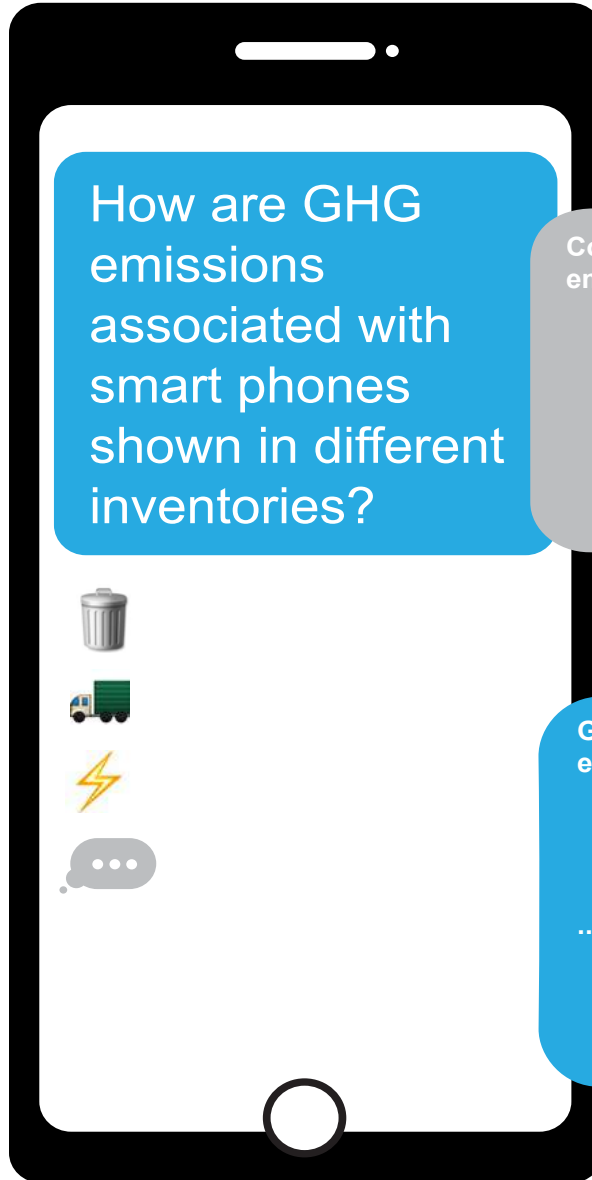 How are GHG
emissions
associated with
smart phones
shown in different
inventories?